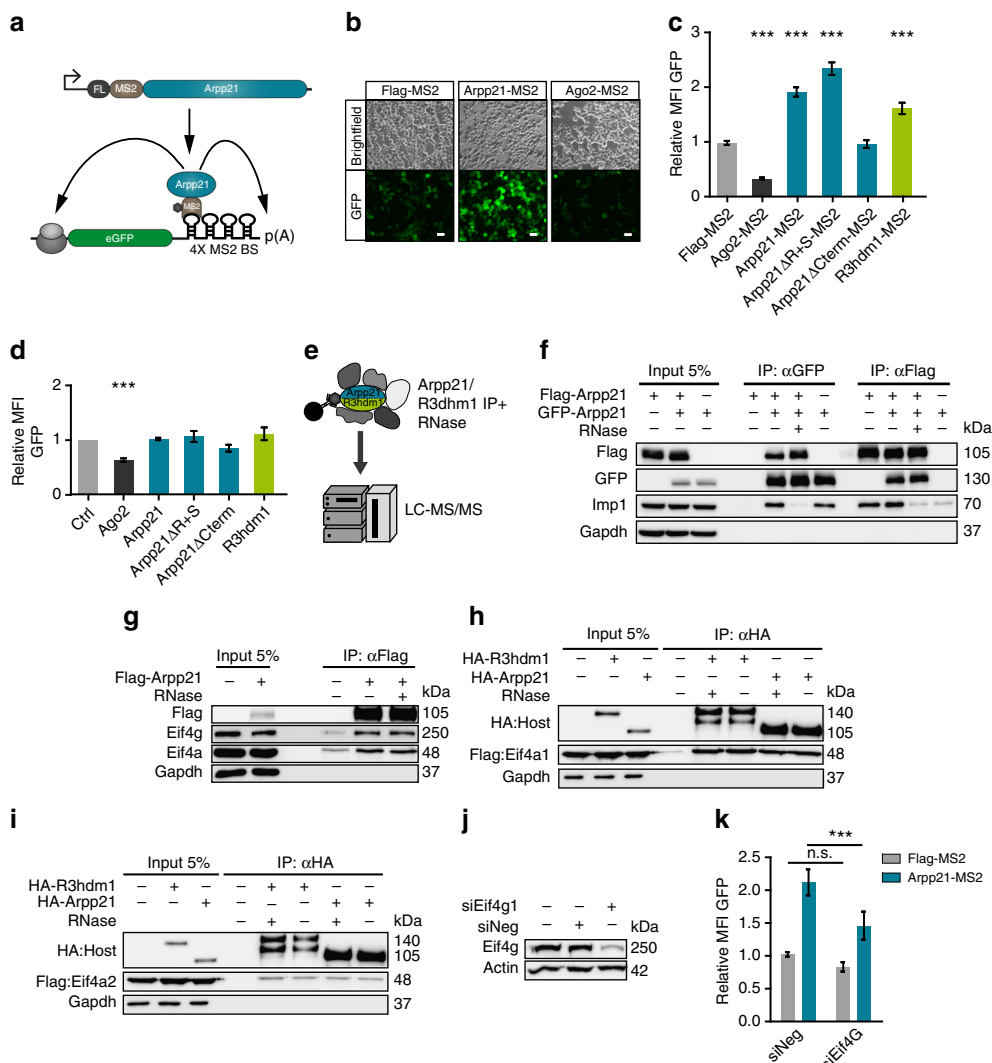 a
FL MS2 Arpp21
Arpp21
MS2
eGFP
p(A)
4X MS2 BS
b
Flag-MS2 Arpp21-MS2 Ago2-MS2
Brightfield
GFP
c
Relative MFI GFP
3
2
1
0
*** *** *** ***
Flag-MS2
Ago2-MS2
Arpp21-MS2
Arpp21ΔR+S-MS2
Arpp21ΔCterm-MS2
R3hdm1-MS2
d
Relative MFI
GFP
2
1
0
***
Ctrl
Ago2
Arpp21
Arpp21ΔR+S
Arpp21ΔCterm
R3hdm1
e
Arpp21
R3hdm1
Arpp21/
R3dhm1 IP+
RNase
LC-MS/MS
f
Input 5% IP: αGFP IP: αFlag
Flag-Arpp21 + + − + + + − + + + −
GFP-Arpp21 − + + − + + + − + + +
RNase − − + − − − + −
kDa
Flag 105
GFP 130
Imp1 70
Gapdh 37
g
Input 5% IP: αFlag
Flag-Arpp21 − + − + +
RNase − − +
kDa
Flag 105
Eif4g 250
Eif4a 48
Gapdh 37
h
Input 5% IP: αHA
HA-R3hdm1 − + − − + + − −
HA-Arpp21 − − + − − − + +
RNase − + − + −
kDa
HA:Host 140
105
Flag:Eif4a1 48
Gapdh 37
i
Input 5% IP: αHA
HA-R3hdm1 − + − − + + − −
HA-Arpp21 − − + − − − + +
RNase − + − + −
kDa
HA:Host 140
105
Flag:Eif4a2 48
Gapdh 37
j
siEif4g1 − − +
siNeg − + −
kDa
Eif4g 250
Actin 42
k
Relative MFI GFP
2.5
2.0
1.5
1.0
0.5
0.0
***
n.s.
Flag-MS2
Arpp21-MS2
siNeg
siEif4G